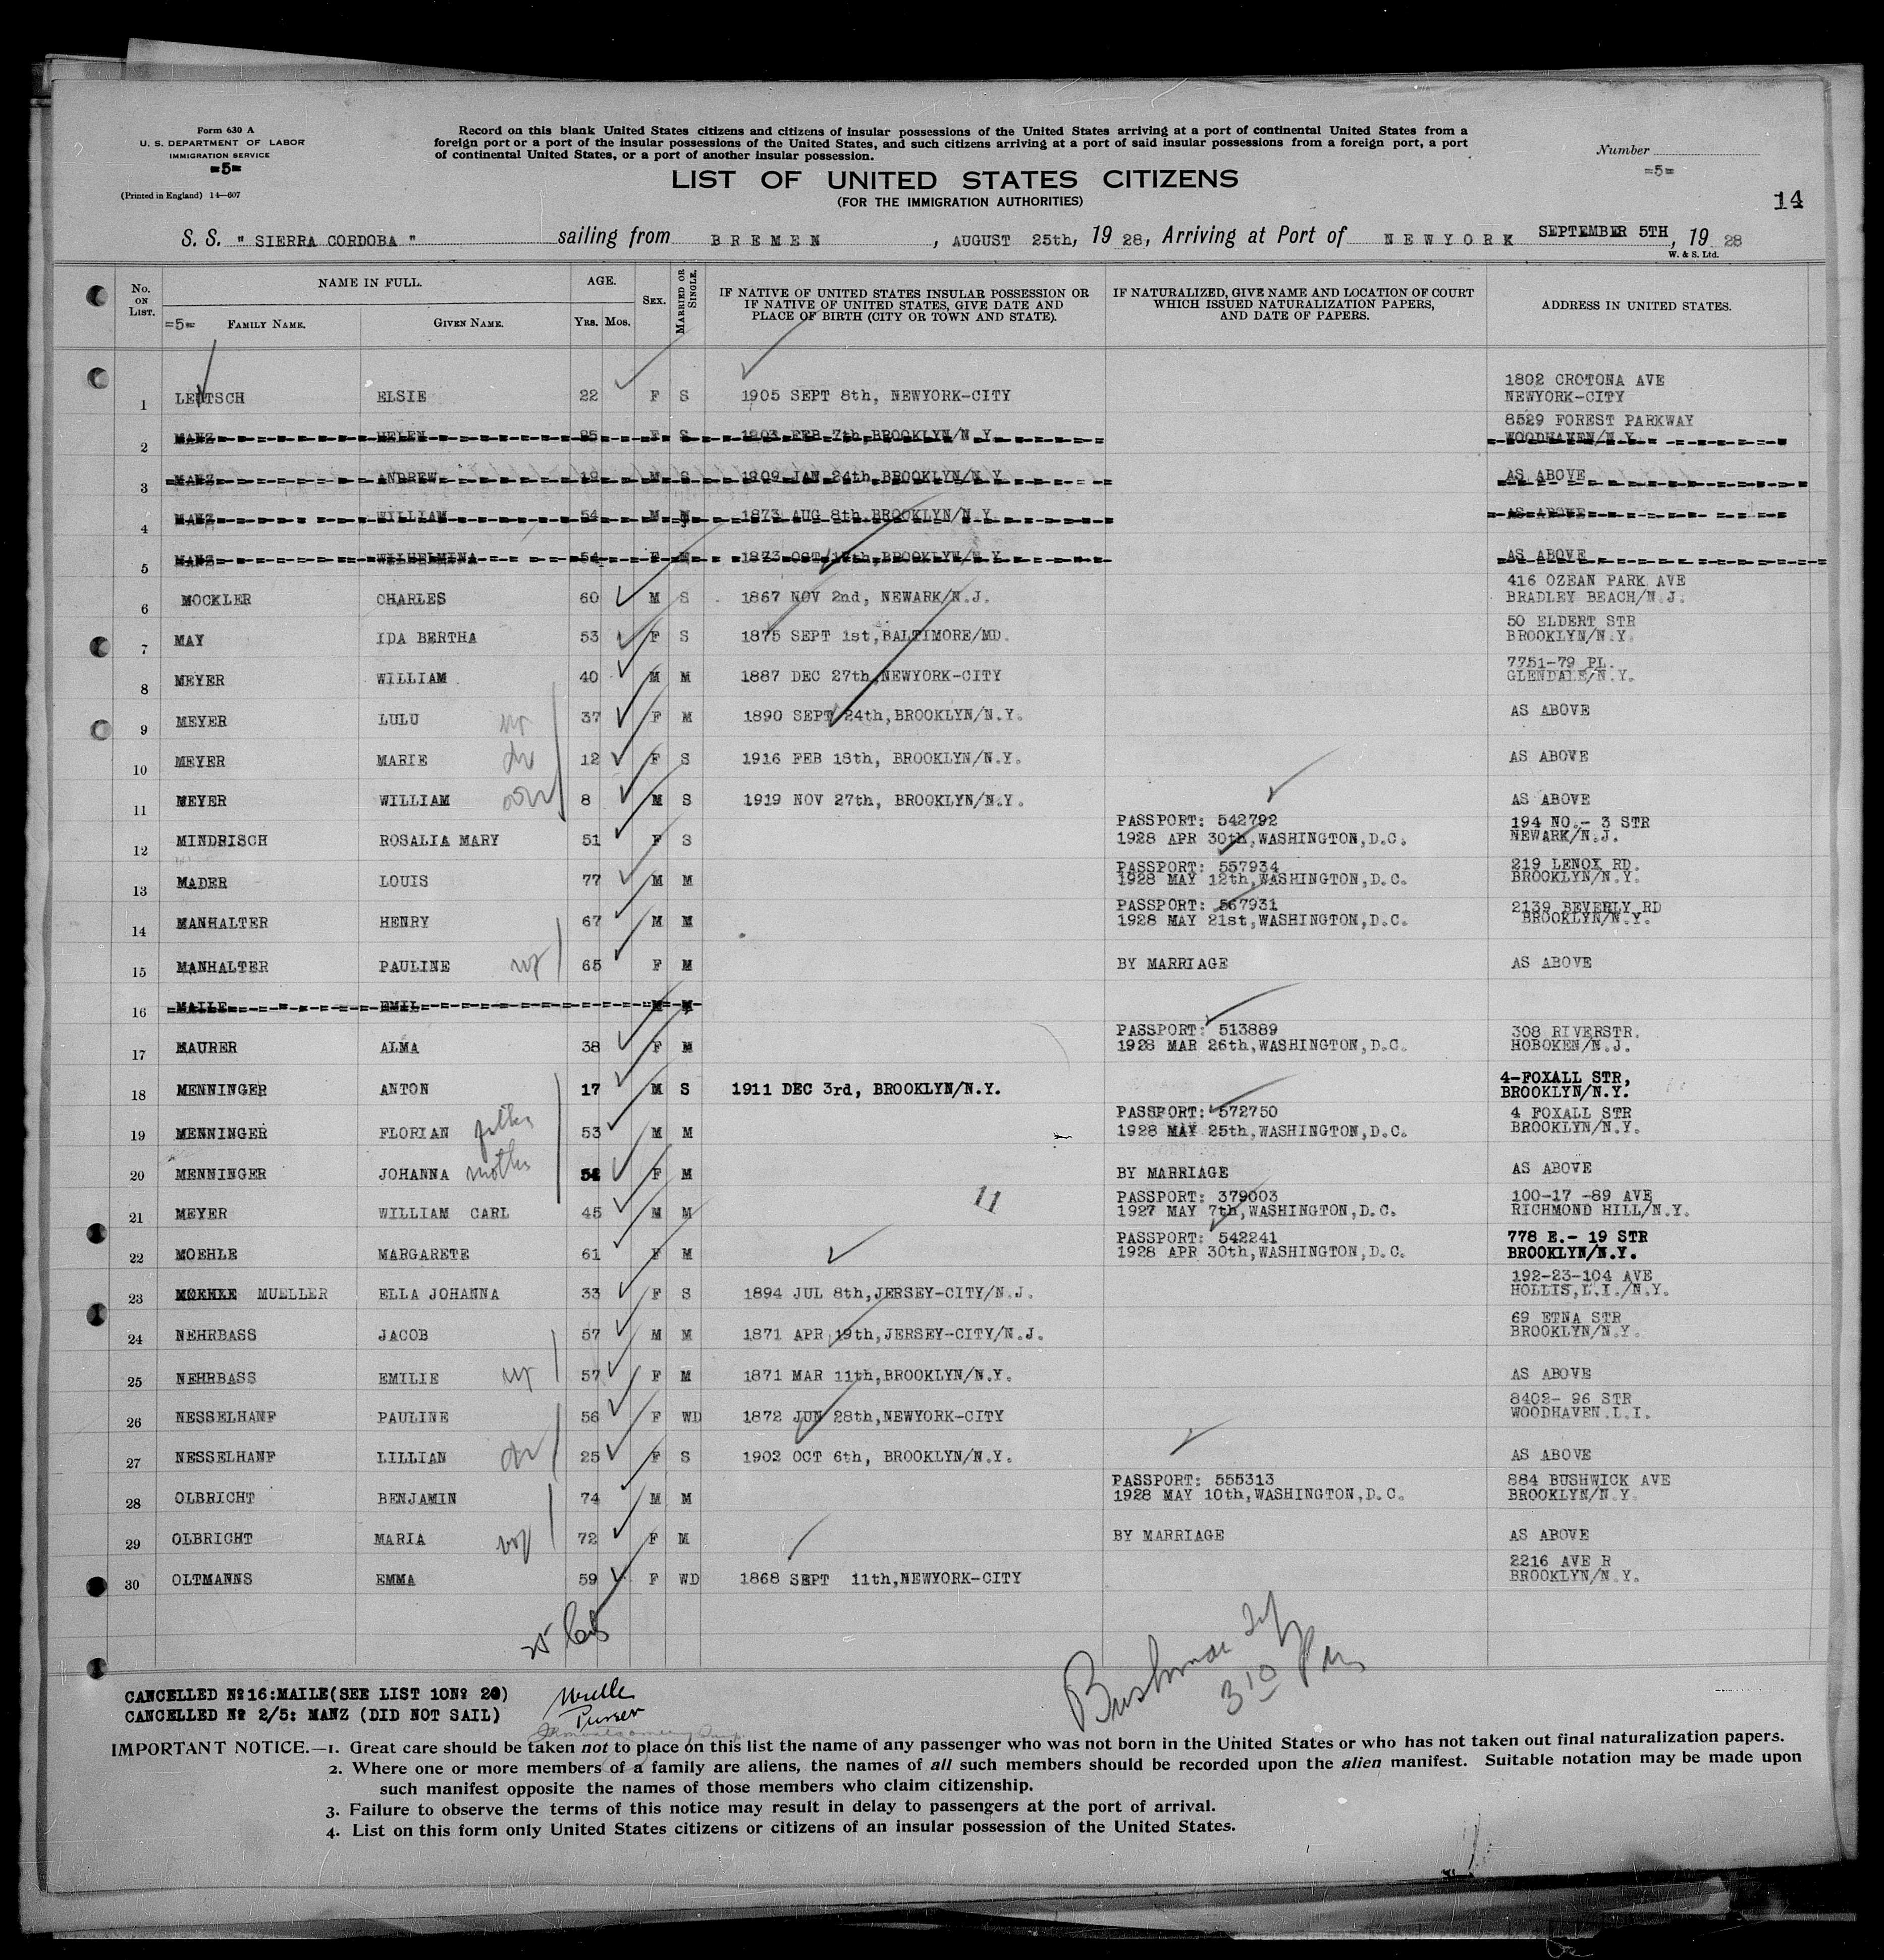 Form 630 A
U. S. DEPARTMENT OF LABOR
IMMIGRATION SERVICE
=5=
(Printed in England) 14—607
Record on this blank United States citizens and citizens of insular possessions of the United States arriving at a port of continental United States from a
foreign port or a port of the insular possessions of the United States, and such citizens arriving at a port of said insular possessions from a foreign port, a port
of continental United States, or a port of another insular possession.
Number
=5=
LIST OF UNITED STATES CITIZENS
(FOR THE IMMIGRATION AUTHORITIES)
14
S. S. " SIERRA CORDOBA " sailing from BREMEN, AUGUST 25th, 19 28, Arriving at Port of NEWYORK SEPTEMBER 5TH, 19 28
W. & S. Ltd.
No. ON LIST. NAME IN FULL. AGE. SEX. MARRIED OR SINGLE. IF NATIVE OF UNITED STATES INSULAR POSSESSION OR IF NATIVE OF UNITED STATES, GIVE DATE AND PLACE OF BIRTH (CITY OR TOWN AND STATE). IF NATURALIZED, GIVE NAME AND LOCATION OF COURT WHICH ISSUED NATURALIZATION PAPERS, AND DATE OF PAPERS. ADDRESS IN UNITED STATES.
=5= FAMILY NAME. GIVEN NAME. YRS. MOS.
1 LEUTSCH ELSIE 22 F S 1905 SEPT 8th, NEWYORK-CITY 1802 CROTONA AVE NEWYORK-CITY
2 MANZ HELEN 25 F S 1903 FEB 7th, BROOKLYN/N.Y. 8529 FOREST PARKWAY WOODHAVEN/N.Y.
3 MANZ ANDREW 19 M S 1909 JAN 24th, BROOKLYN/N.Y. AS ABOVE
4 MANZ WILLIAM 54 M M 1873 AUG 8th, BROOKLYN/N.Y. AS ABOVE
5 MANZ WILHELMINA 54 F M 1873 OCT BROOKLYN/N.Y. AS ABOVE
6 MOCKLER CHARLES 60 M S 1867 NOV 2nd, NEWARK/N.J. 416 OZEAN PARK AVE BRADLEY BEACH/N.J.
7 MAY IDA BERTHA 53 F S 1875 SEPT 1st, BALTIMORE/MD. 50 ELDERT STR BROOKLYN/N.Y.
8 MEYER WILLIAM 40 M M 1887 DEC 27th, NEWYORK-CITY 7751-79 PL. GLENDALE/N.Y.
9 MEYER LULU 37 F M 1890 SEPT 24th, BROOKLYN/N.Y. AS ABOVE
10 MEYER MARIE 12 F S 1916 FEB 18th, BROOKLYN/N.Y. AS ABOVE
11 MEYER WILLIAM son 8 M S 1919 NOV 27th, BROOKLYN/N.Y. AS ABOVE
12 MINDRISCH ROSALIA MARY 51 F S PASSPORT: 542792 1928 APR 30th, WASHINGTON, D.C. 194 NO.- 3 STR NEWARK/N.J.
13 MADER LOUIS 77 M M PASSPORT: 557934 1928 MAY 12th, WASHINGTON, D.C. 219 LENOX RD. BROOKLYN/N.Y.
14 MANHALTER HENRY 67 M M PASSPORT: 567931 1928 MAY 21st, WASHINGTON, D.C. 2139 BEVERLY RD BROOKLYN/N.Y.
15 MANHALTER PAULINE wf 65 F M BY MARRIAGE AS ABOVE
16 MAILE EMIL M M
17 MAURER ALMA 38 F M PASSPORT: 513889 1928 MAR 26th, WASHINGTON, D.C. 308 RIVERSTR. HOBOKEN/N.J.
18 MENNINGER ANTON 17 M S 1911 DEC 3rd, BROOKLYN/N.Y. 4-FOXALL STR, BROOKLYN/N.Y.
19 MENNINGER FLORIAN father 53 M M PASSPORT: 572750 1928 MAY 25th, WASHINGTON, D.C. 4 FOXALL STR BROOKLYN/N.Y.
20 MENNINGER JOHANNA mother F M BY MARRIAGE AS ABOVE
21 MEYER WILLIAM CARL 45 M M 11 PASSPORT: 379003 1927 MAY 7th, WASHINGTON, D.C. 100-17 -89 AVE RICHMOND HILL/N.Y.
22 MOEHLE MARGARETE 61 F M PASSPORT: 542241 1928 APR 30th, WASHINGTON, D.C. 778 E.- 19 STR BROOKLYN/N.Y.
23 MOEHLE MUELLER ELLA JOHANNA 33 F S 1894 JUL 8th, JERSEY-CITY/N.J. 192-23-104 AVE HOLLIS, L.I./N.Y.
24 NEHRBASS JACOB 57 M M 1871 APR 19th, JERSEY-CITY/N.J. 69 ETNA STR BROOKLYN/N.Y.
25 NEHRBASS EMILIE wf 57 F M 1871 MAR 11th, BROOKLYN/N.Y. AS ABOVE
26 NESSELHANF PAULINE 56 F WD 1872 JUN 28th, NEWYORK-CITY 8402- 96 STR WOODHAVEN.L.I.
27 NESSELHANF LILLIAN 25 F S 1902 OCT 6th, BROOKLYN/N.Y. AS ABOVE
28 OLBRICHT BENJAMIN 74 M M PASSPORT: 555313 1928 MAY 10th, WASHINGTON, D.C. 884 BUSHWICK AVE BROOKLYN/N.Y.
29 OLBRICHT MARIA wf 72 F M BY MARRIAGE AS ABOVE
30 OLTMANNS EMMA 59 F WD 1868 SEPT 11th, NEWYORK-CITY 2216 AVE R BROOKLYN/N.Y.
25
CANCELLED No 16: MAILE (SEE LIST 10 No 20)
CANCELLED No 2/5: MANZ (DID NOT SAIL)
Purser
IMPORTANT NOTICE.—1. Great care should be taken not to place on this list the name of any passenger who was not born in the United States or who has not taken out final naturalization papers.
2. Where one or more members of a family are aliens, the names of all such members should be recorded upon the alien manifest. Suitable notation may be made upon
such manifest opposite the names of those members who claim citizenship.
3. Failure to observe the terms of this notice may result in delay to passengers at the port of arrival.
4. List on this form only United States citizens or citizens of an insular possession of the United States.